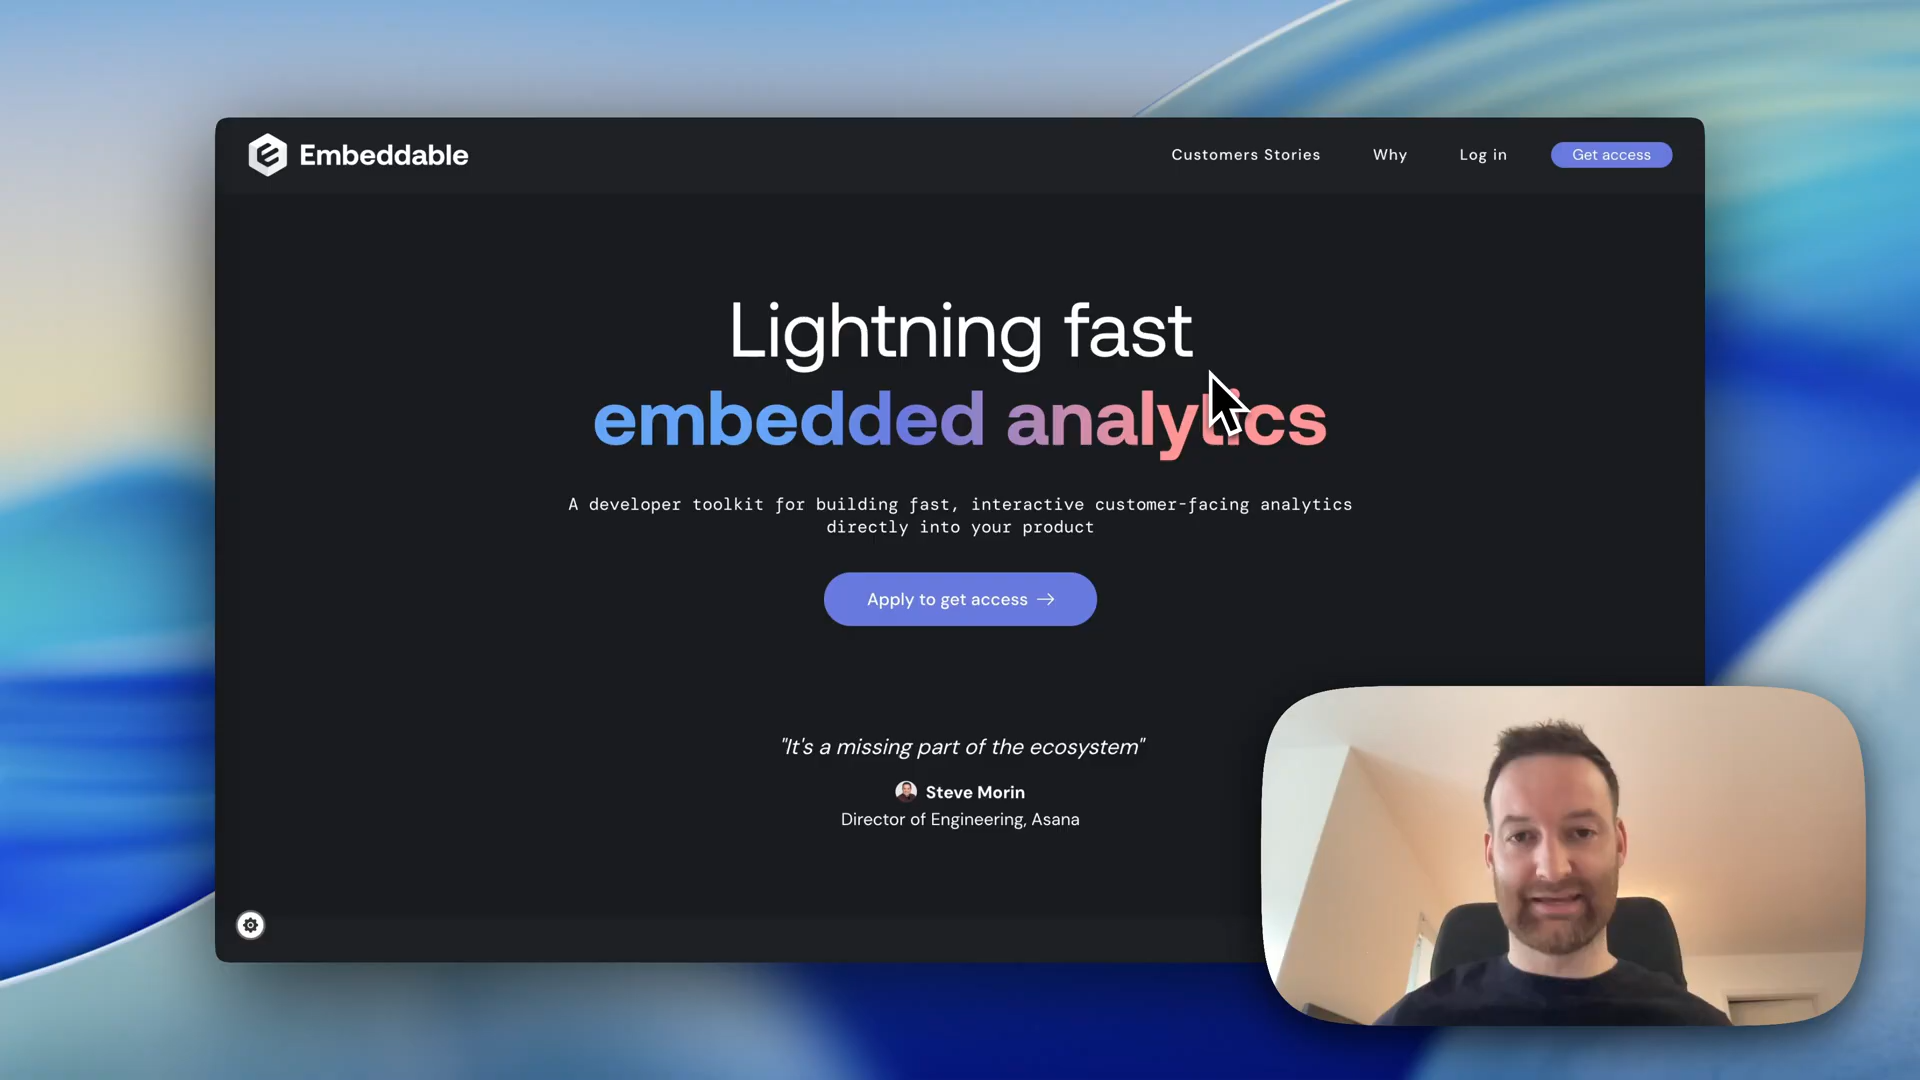 Embeddable
Customers Stories
Why
Log in
Get access
Lightning fast
embedded analytics
A developer toolkit for building fast, interactive customer-facing analytics
directly into your product
Apply to get access →
"It's a missing part of the ecosystem"
Steve Morin
Director of Engineering, Asana